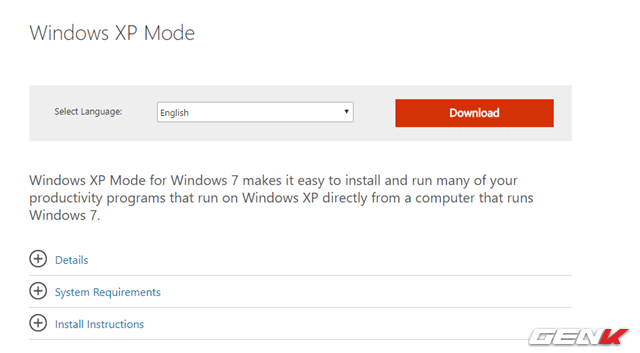 Windows XP Mode
Select Language:
English
Download
Windows XP Mode for Windows 7 makes it easy to install and run many of your
productivity programs that run on Windows XP directly from a computer that runs
Windows 7.
Details
System Requirements
Install Instructions
GENK